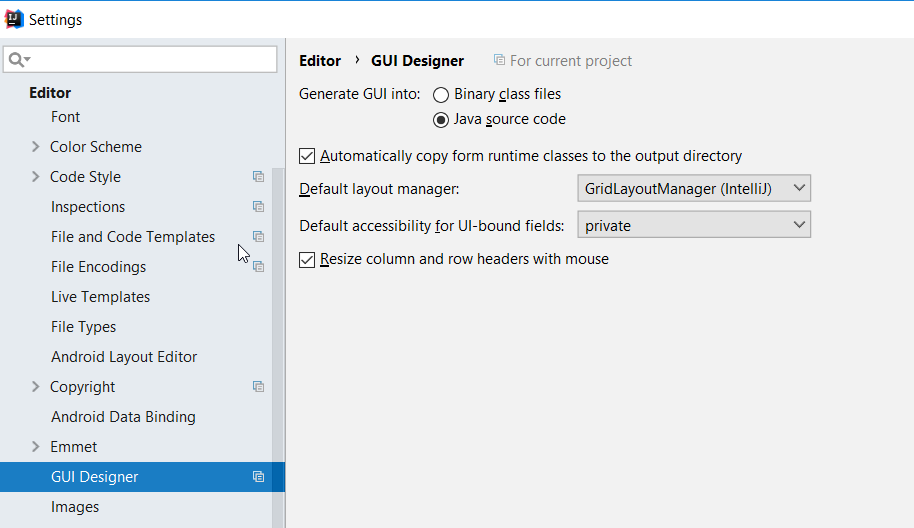 Settings
Editor
Font
Color Scheme
Code Style
Inspections
File and Code Templates
File Encodings
Live Templates
File Types
Android Layout Editor
Copyright
Android Data Binding
Emmet
GUI Designer
Images
Editor › GUI Designer For current project
Generate GUI into: Binary class files
Java source code
Automatically copy form runtime classes to the output directory
Default layout manager: GridLayoutManager (IntelliJ)
Default accessibility for UI-bound fields: private
Resize column and row headers with mouse